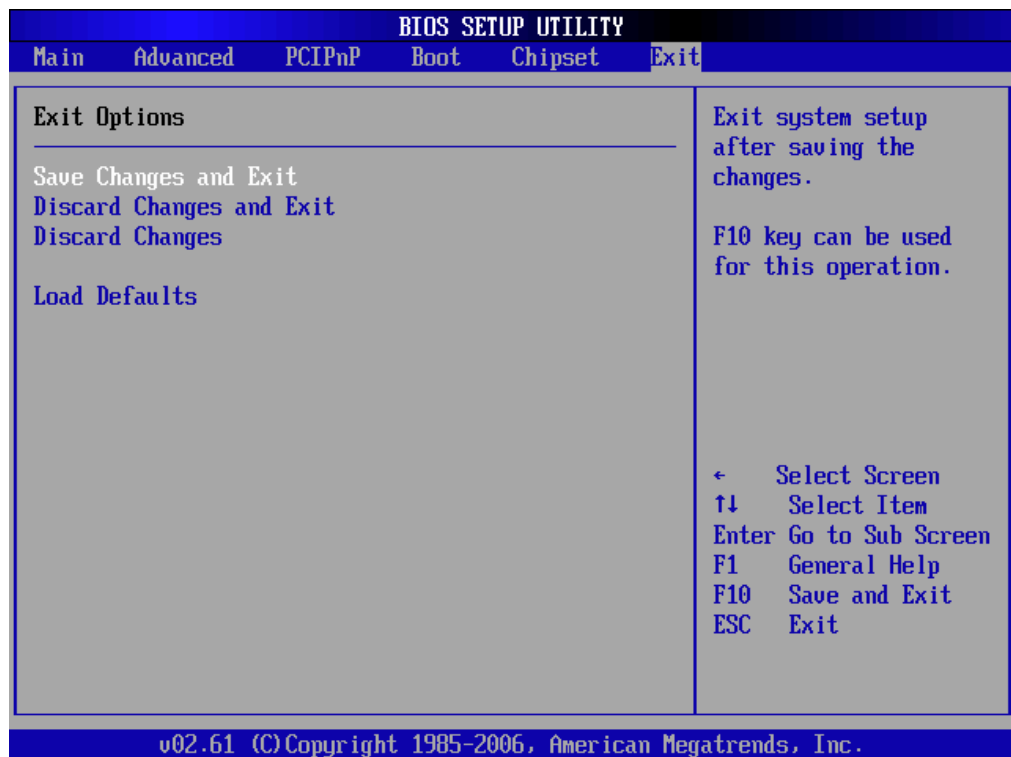 BIOS SETUP UTILITY
Main Advanced PCIPnP Boot Chipset Exit
Exit Options
Save Changes and Exit
Discard Changes and Exit
Discard Changes
Load Defaults
Exit system setup
after saving the
changes.
F10 key can be used
for this operation.
← Select Screen
↑↓ Select Item
Enter Go to Sub Screen
F1 General Help
F10 Save and Exit
ESC Exit
v02.61 (C)Copyright 1985-2006, American Megatrends, Inc.